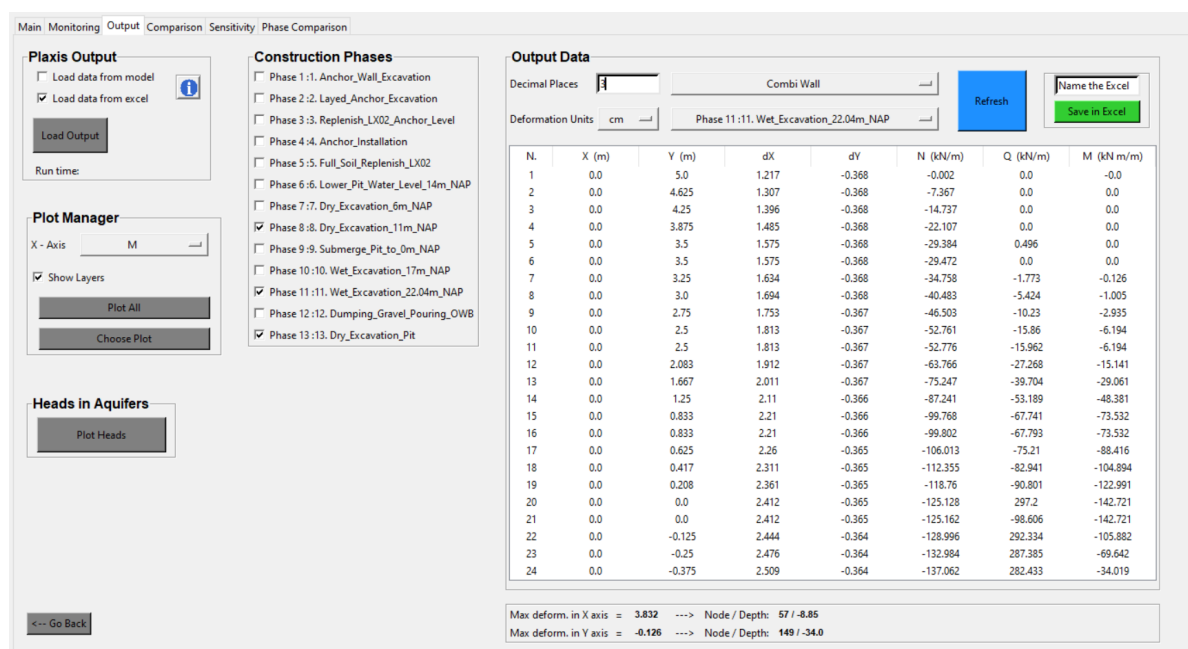 Main Monitoring Output Comparison Sensitivity Phase Comparison
Plaxis Output
Load data from model
Load data from excel
Load Output
Run time:
Plot Manager
X - Axis M
Show Layers
Plot All
Choose Plot
Heads in Aquifers
Plot Heads
<-- Go Back
Construction Phases
Phase 1 :1. Anchor_Wall_Excavation
Phase 2 :2. Layed_Anchor_Excavation
Phase 3 :3. Replenish_LX02_Anchor_Level
Phase 4 :4. Anchor_Installation
Phase 5 :5. Full_Soil_Replenish_LX02
Phase 6 :6. Lower_Pit_Water_Level_14m_NAP
Phase 7 :7. Dry_Excavation_6m_NAP
Phase 8 :8. Dry_Excavation_11m_NAP
Phase 9 :9. Submerge_Pit_to_0m_NAP
Phase 10 :10. Wet_Excavation_17m_NAP
Phase 11 :11. Wet_Excavation_22.04m_NAP
Phase 12 :12. Dumping_Gravel_Pouring_OWB
Phase 13 :13. Dry_Excavation_Pit
Output Data
Decimal Places 3 Combi Wall
Refresh
Name the Excel
Save in Excel
Deformation Units cm Phase 11 :11. Wet_Excavation_22.04m_NAP
N. X (m) Y (m) dX dY N (kN/m) Q (kN/m) M (kN m/m)
1 0.0 5.0 1.217 -0.368 -0.002 0.0 -0.0
2 0.0 4.625 1.307 -0.368 -7.367 0.0 0.0
3 0.0 4.25 1.396 -0.368 -14.737 0.0 0.0
4 0.0 3.875 1.485 -0.368 -22.107 0.0 0.0
5 0.0 3.5 1.575 -0.368 -29.384 0.496 -0.0
6 0.0 3.5 1.575 -0.368 -29.472 0.0 0.0
7 0.0 3.25 1.634 -0.368 -34.758 -1.773 -0.126
8 0.0 3.0 1.694 -0.368 -40.483 -5.424 -1.005
9 0.0 2.75 1.753 -0.368 -46.503 -10.23 -2.935
10 0.0 2.5 1.813 -0.367 -52.761 -15.86 -6.194
11 0.0 2.5 1.813 -0.367 -52.776 -15.962 -6.194
12 0.0 2.083 1.912 -0.367 -63.766 -27.268 -15.141
13 0.0 1.667 2.011 -0.367 -75.247 -39.704 -29.061
14 0.0 1.25 2.11 -0.366 -87.241 -53.189 -48.381
15 0.0 0.833 2.21 -0.366 -99.768 -67.741 -73.532
16 0.0 0.833 2.21 -0.366 -99.802 -67.793 -73.532
17 0.0 0.625 2.26 -0.365 -106.013 -75.21 -88.416
18 0.0 0.417 2.311 -0.365 -112.355 -82.941 -104.894
19 0.0 0.208 2.361 -0.365 -118.76 -90.801 -122.991
20 0.0 0.0 2.412 -0.365 -125.128 297.2 -142.721
21 0.0 0.0 2.412 -0.365 -125.162 -98.606 -142.721
22 0.0 -0.125 2.444 -0.364 -128.996 292.334 -105.882
23 0.0 -0.25 2.476 -0.364 -132.984 287.385 -69.642
24 0.0 -0.375 2.509 -0.364 -137.062 282.433 -34.019
Max deform. in X axis = 3.832 ---> Node / Depth: 57 / -8.85
Max deform. in Y axis = -0.126 ---> Node / Depth: 149 / -34.0